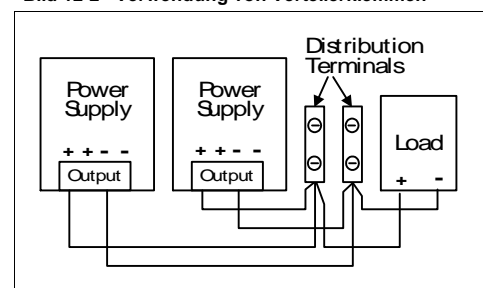 Distribution
Terminals
Power
Supply
+ + - -
Output
Power
Supply
+ + - -
Output
Load
+ -